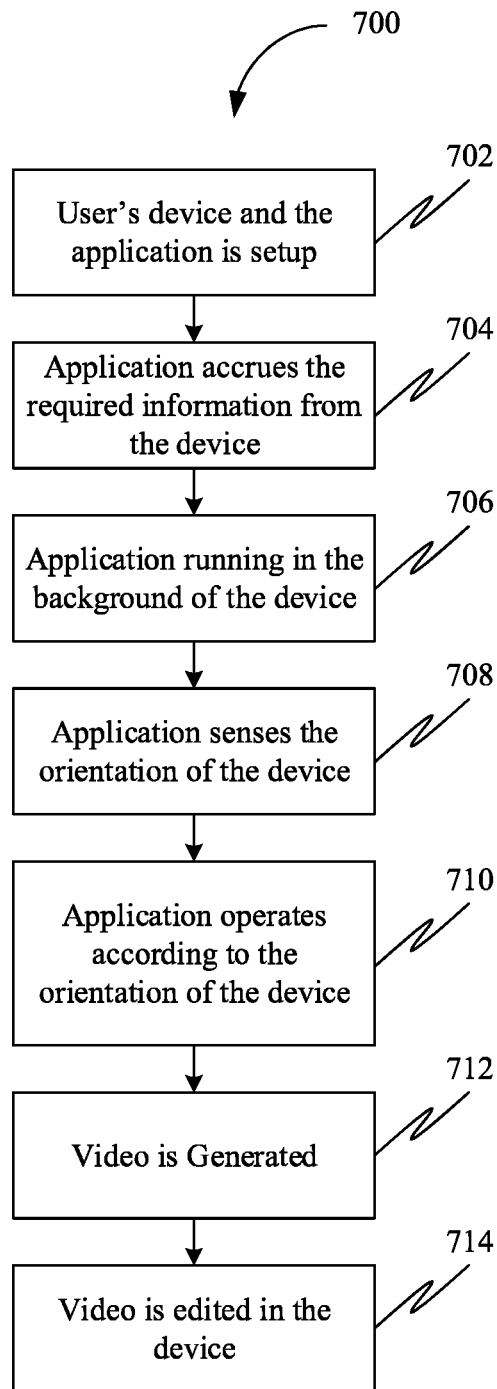 700
702
User's device and the
application is setup
704
Application accrues the
required information from
the device
706
Application running in the
background of the device
708
Application senses the
orientation of the device
710
Application operates
according to the
orientation of the device
712
Video is Generated
714
Video is edited in the
device